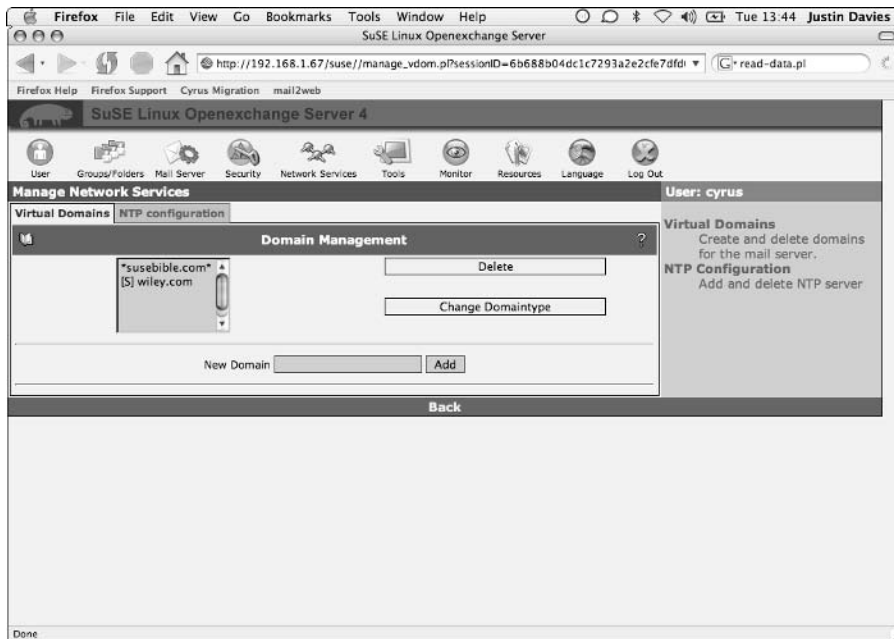 Firefox File Edit View Go Bookmarks Tools Window Help Tue 13:44 Justin Davies
SuSE Linux Openexchange Server
http://192.168.1.67/suse//manage_vdom.pl?sessionID=6b688b04dc1c7293a2e2cfe7dfd G read-data.pl
Firefox Help Firefox Support Cyrus Migration mail2web
SuSE Linux Openexchange Server 4
User Groups/Folders Mail Server Security Network Services Tools Monitor Resources Language Log Out
Manage Network Services User: cyrus
Virtual Domains NTP configuration
Domain Management ?
*susebible.com*
[S] wiley.com
Delete
Change Domaintype
New Domain Add
Back
Virtual Domains
Create and delete domains
for the mail server.
NTP Configuration
Add and delete NTP server
Done